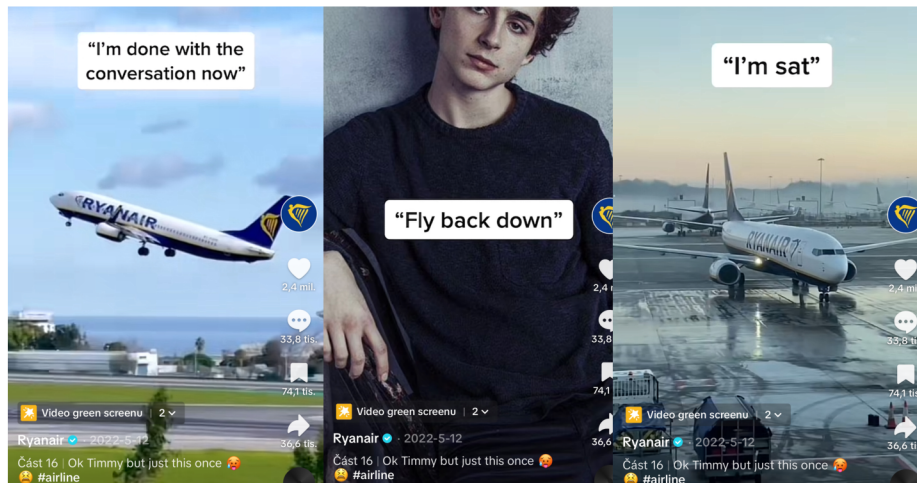 “I’m done with the
conversation now”
RYANAIR
2,4 mil.
33,8 tis.
74,1 tis.
36,6 tis.
Video green screenu | 2
Ryanair · 2022-5-12
Část 16 | Ok Timmy but just this once 🥵
😫 #airline
“Fly back down”
2,4
33,8
74,1
36,6
Video green screenu | 2
Ryanair · 2022-5-12
Část 16 | Ok Timmy but just this once 🥵
😫 #airline
“I’m sat”
RYANAIR
2,4 mil.
33,8 tis.
74,1 tis.
36,6 tis.
Video green screenu | 2
Ryanair · 2022-5-12
Část 16 | Ok Timmy but just this once 🥵
😫 #airline